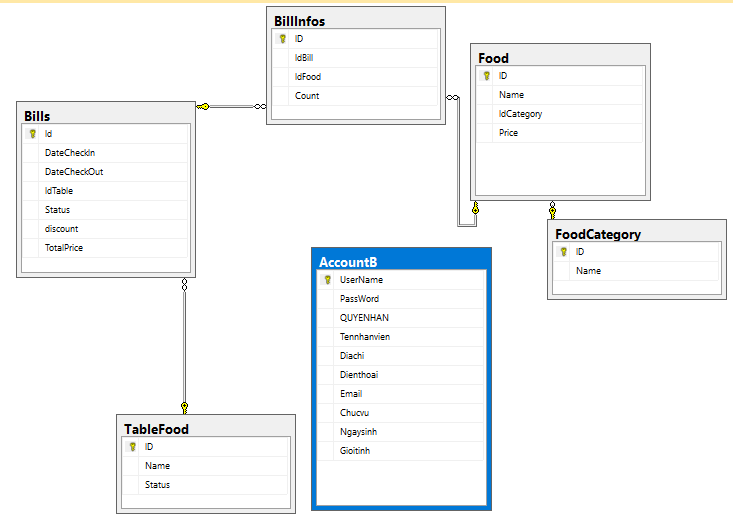 BillInfos
ID
IdBill
IdFood
Count
Food
ID
Name
IdCategory
Price
Bills
Id
DateCheckIn
DateCheckOut
IdTable
Status
discount
TotalPrice
FoodCategory
ID
Name
AccountB
UserName
PassWord
QUYENHAN
Tennhanvien
Diachi
Dienthoai
Email
Chucvu
Ngaysinh
Gioitinh
TableFood
ID
Name
Status